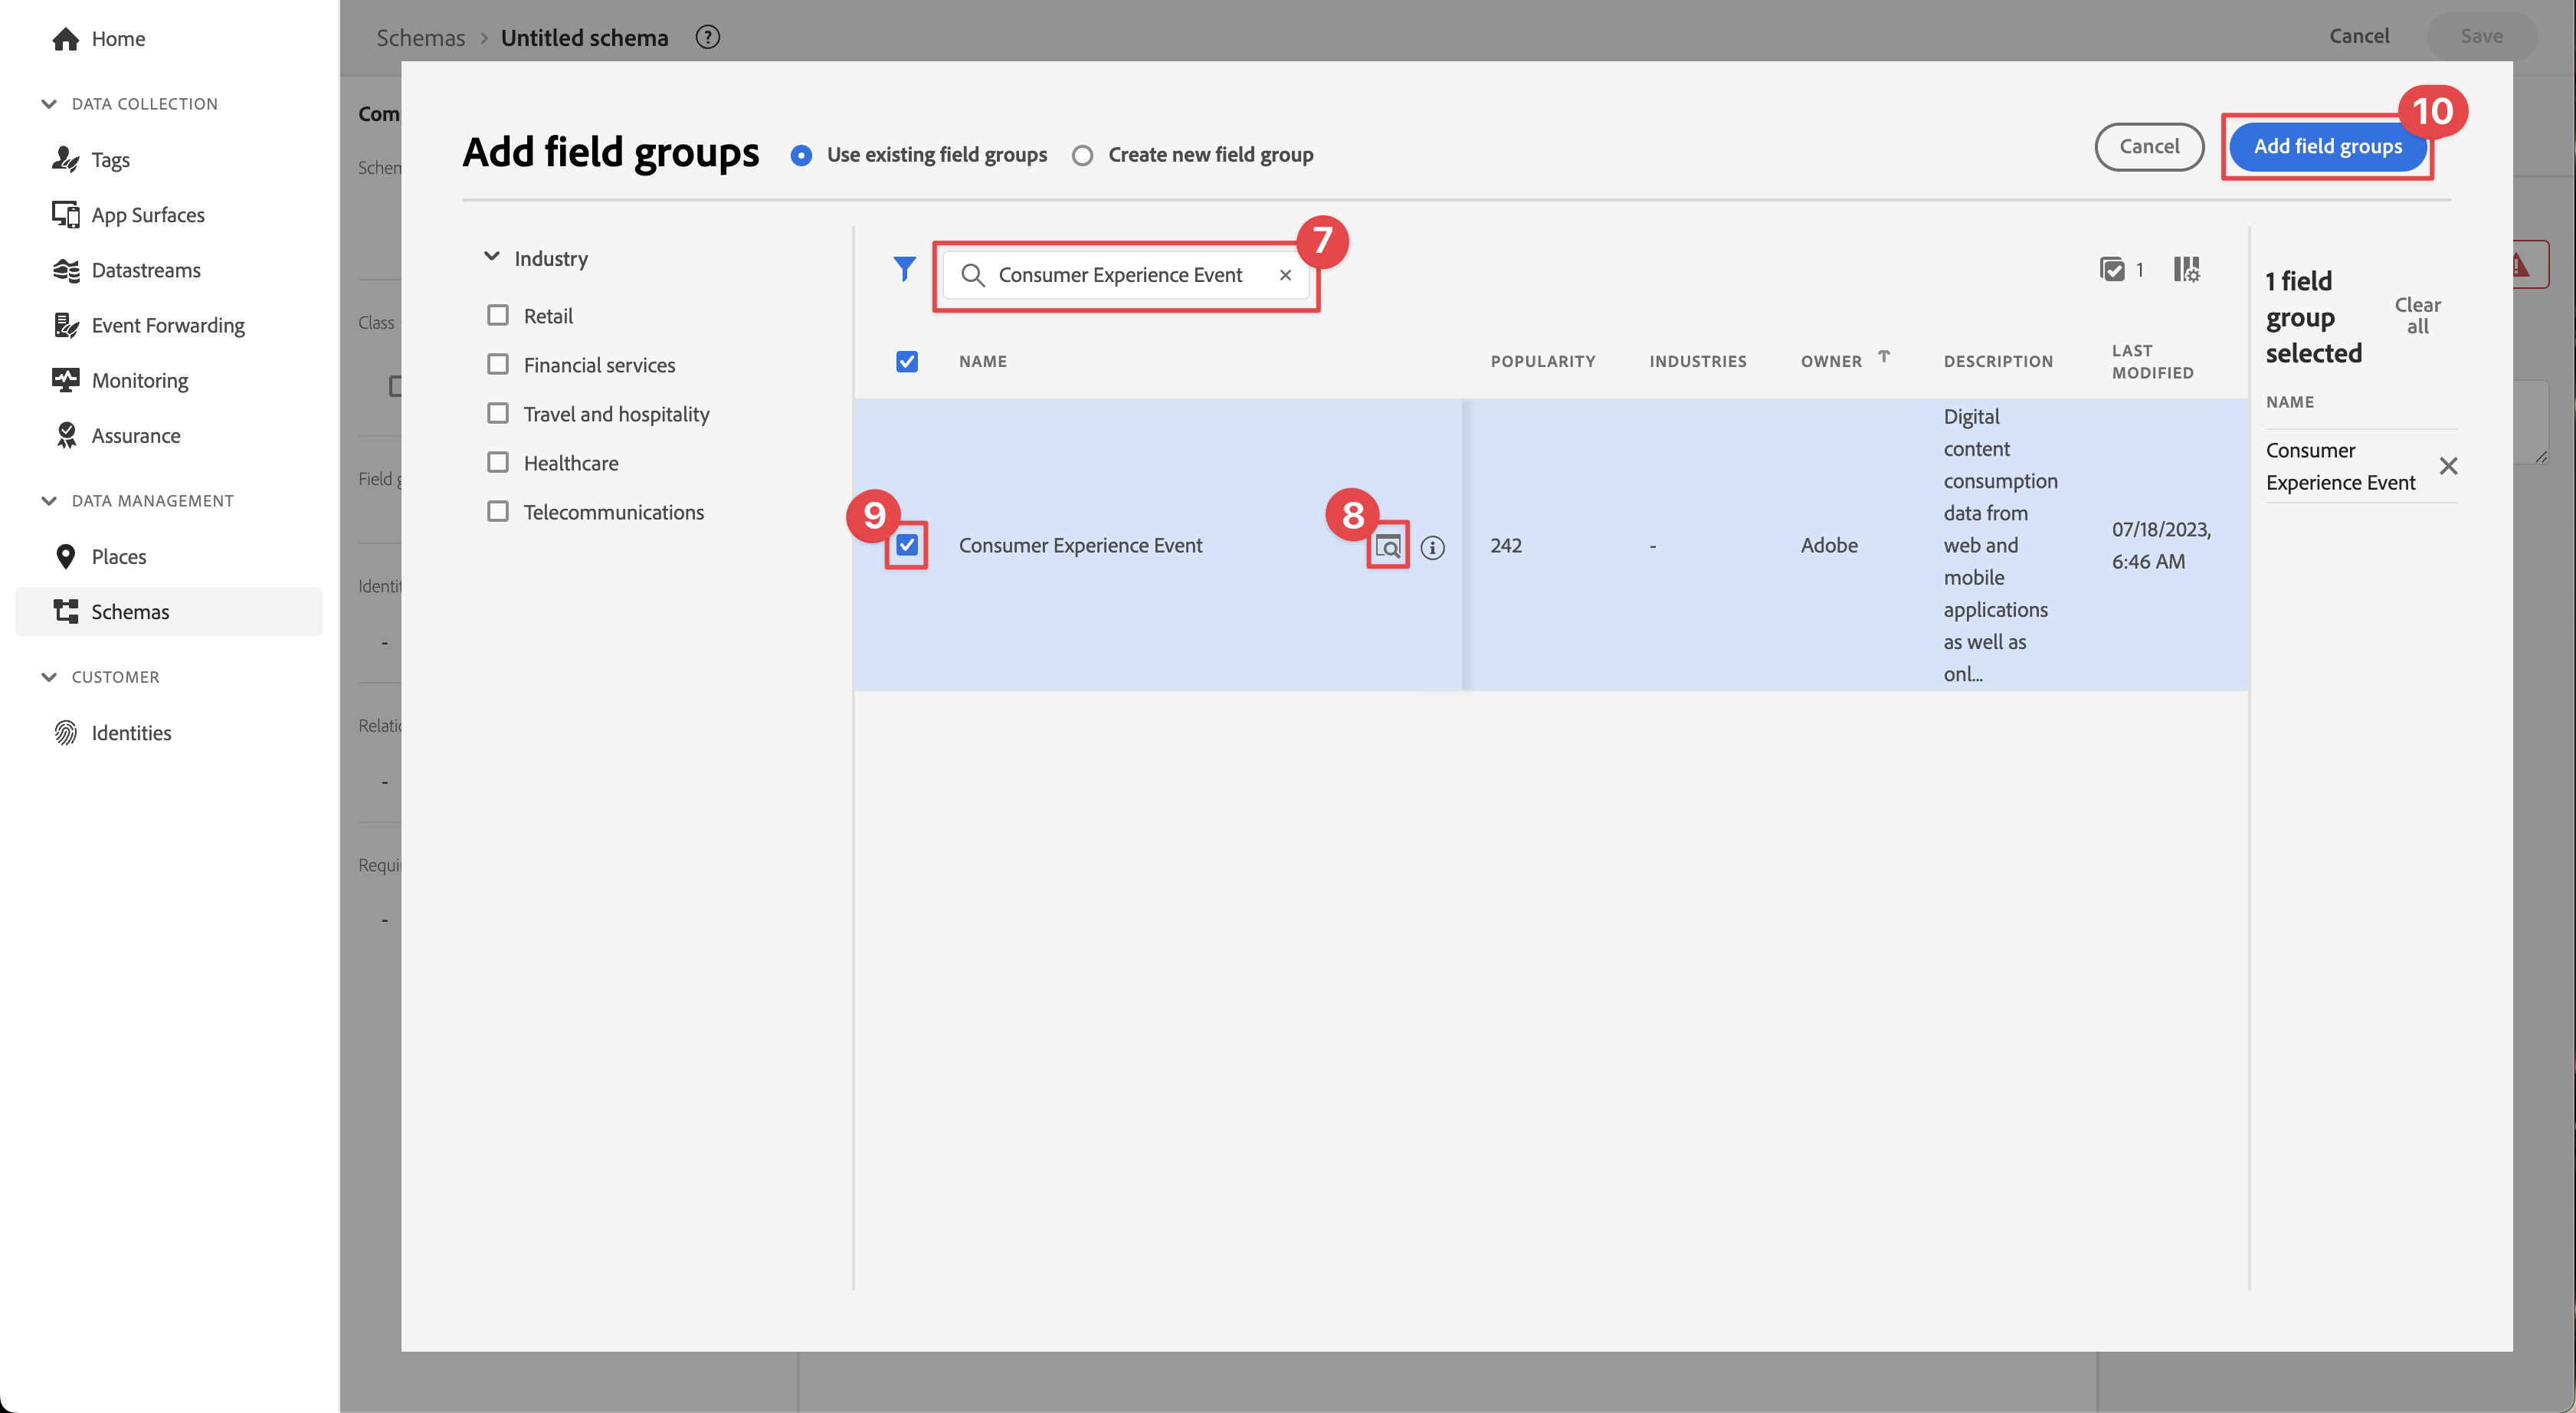 Home
DATA COLLECTION
Tags
App Surfaces
Datastreams
Event Forwarding
Monitoring
Assurance
DATA MANAGEMENT
Places
Schemas
CUSTOMER
Identities
Schemas > Untitled schema ?
Cancel
Save
Com
Schem
Class
Field g
Identit
-
Relatio
-
Requi
-
Add field groups
Use existing field groups
Create new field group
Cancel
Add field groups
10
Industry
Retail
Financial services
Travel and hospitality
Healthcare
Telecommunications
Consumer Experience Event
7
1
NAME
POPULARITY
INDUSTRIES
OWNER
DESCRIPTION
LAST
MODIFIED
9
Consumer Experience Event
8
242
-
Adobe
Digital
content
consumption
data from
web and
mobile
applications
as well as
onl...
07/18/2023,
6:46 AM
1 field
group
selected
Clear
all
NAME
Consumer
Experience Event